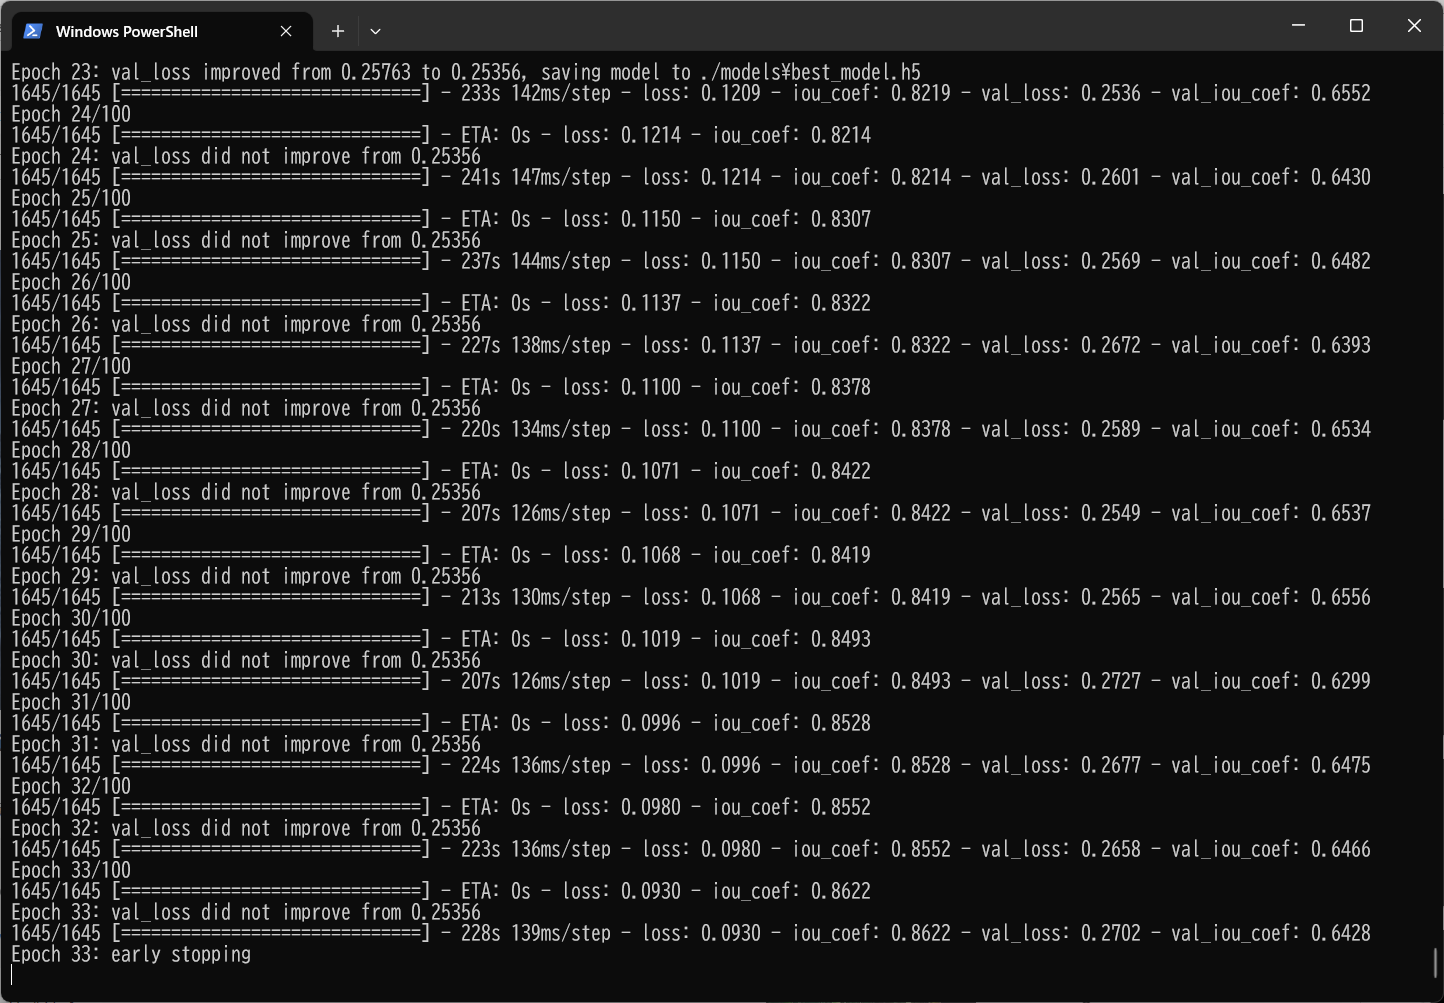 Windows PowerShell
Epoch 23: val_loss improved from 0.25763 to 0.25356, saving model to ./models¥best_model.h5
1645/1645 [==============================] - 233s 142ms/step - loss: 0.1209 - iou_coef: 0.8219 - val_loss: 0.2536 - val_iou_coef: 0.6552
Epoch 24/100
1645/1645 [==============================] - ETA: 0s - loss: 0.1214 - iou_coef: 0.8214
Epoch 24: val_loss did not improve from 0.25356
1645/1645 [==============================] - 241s 147ms/step - loss: 0.1214 - iou_coef: 0.8214 - val_loss: 0.2601 - val_iou_coef: 0.6430
Epoch 25/100
1645/1645 [==============================] - ETA: 0s - loss: 0.1150 - iou_coef: 0.8307
Epoch 25: val_loss did not improve from 0.25356
1645/1645 [==============================] - 237s 144ms/step - loss: 0.1150 - iou_coef: 0.8307 - val_loss: 0.2569 - val_iou_coef: 0.6482
Epoch 26/100
1645/1645 [==============================] - ETA: 0s - loss: 0.1137 - iou_coef: 0.8322
Epoch 26: val_loss did not improve from 0.25356
1645/1645 [==============================] - 227s 138ms/step - loss: 0.1137 - iou_coef: 0.8322 - val_loss: 0.2672 - val_iou_coef: 0.6393
Epoch 27/100
1645/1645 [==============================] - ETA: 0s - loss: 0.1100 - iou_coef: 0.8378
Epoch 27: val_loss did not improve from 0.25356
1645/1645 [==============================] - 220s 134ms/step - loss: 0.1100 - iou_coef: 0.8378 - val_loss: 0.2589 - val_iou_coef: 0.6534
Epoch 28/100
1645/1645 [==============================] - ETA: 0s - loss: 0.1071 - iou_coef: 0.8422
Epoch 28: val_loss did not improve from 0.25356
1645/1645 [==============================] - 207s 126ms/step - loss: 0.1071 - iou_coef: 0.8422 - val_loss: 0.2549 - val_iou_coef: 0.6537
Epoch 29/100
1645/1645 [==============================] - ETA: 0s - loss: 0.1068 - iou_coef: 0.8419
Epoch 29: val_loss did not improve from 0.25356
1645/1645 [==============================] - 213s 130ms/step - loss: 0.1068 - iou_coef: 0.8419 - val_loss: 0.2565 - val_iou_coef: 0.6556
Epoch 30/100
1645/1645 [==============================] - ETA: 0s - loss: 0.1019 - iou_coef: 0.8493
Epoch 30: val_loss did not improve from 0.25356
1645/1645 [==============================] - 207s 126ms/step - loss: 0.1019 - iou_coef: 0.8493 - val_loss: 0.2727 - val_iou_coef: 0.6299
Epoch 31/100
1645/1645 [==============================] - ETA: 0s - loss: 0.0996 - iou_coef: 0.8528
Epoch 31: val_loss did not improve from 0.25356
1645/1645 [==============================] - 224s 136ms/step - loss: 0.0996 - iou_coef: 0.8528 - val_loss: 0.2677 - val_iou_coef: 0.6475
Epoch 32/100
1645/1645 [==============================] - ETA: 0s - loss: 0.0980 - iou_coef: 0.8552
Epoch 32: val_loss did not improve from 0.25356
1645/1645 [==============================] - 223s 136ms/step - loss: 0.0980 - iou_coef: 0.8552 - val_loss: 0.2658 - val_iou_coef: 0.6466
Epoch 33/100
1645/1645 [==============================] - ETA: 0s - loss: 0.0930 - iou_coef: 0.8622
Epoch 33: val_loss did not improve from 0.25356
1645/1645 [==============================] - 228s 139ms/step - loss: 0.0930 - iou_coef: 0.8622 - val_loss: 0.2702 - val_iou_coef: 0.6428
Epoch 33: early stopping